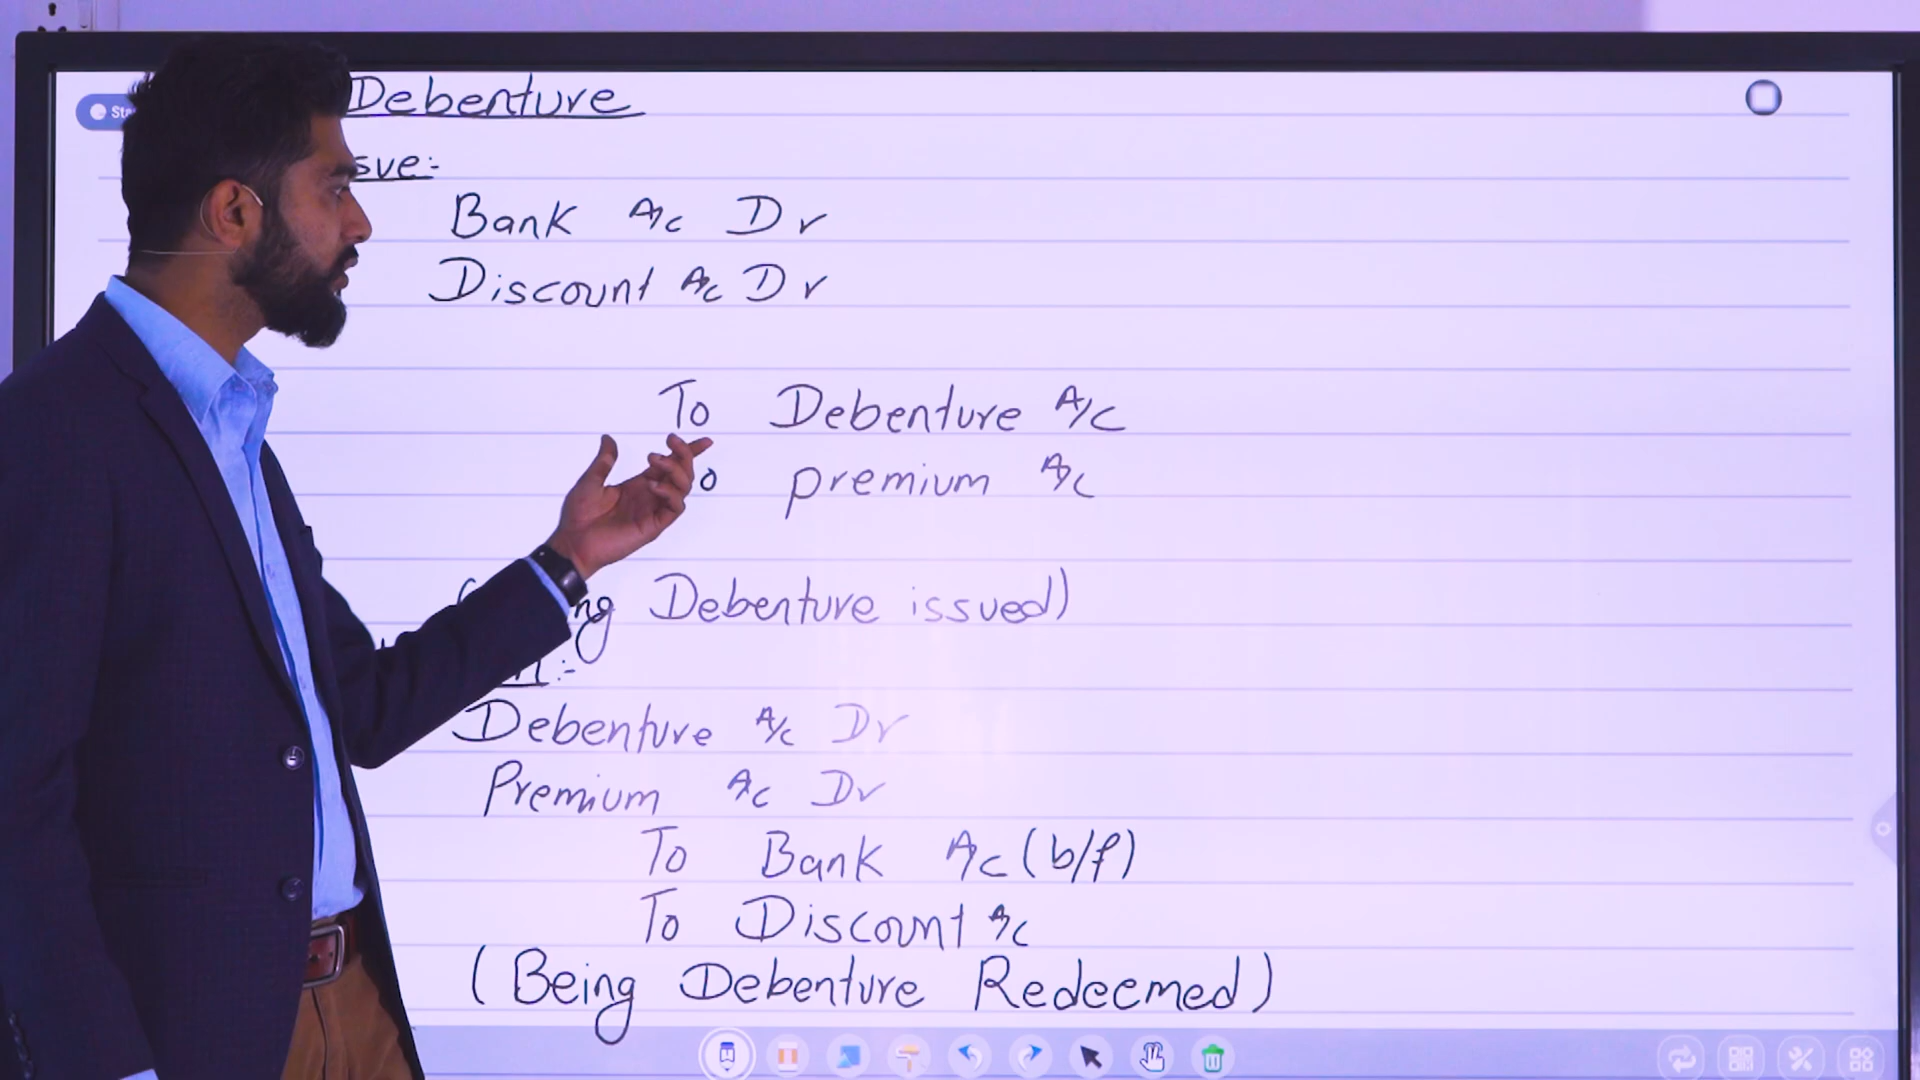 Debenture
Bank A/c Dr
Discount A/c Dr
To Debenture A/c
premium A/c
Debenture issued)
Debenture A/c Dr
Premium A/c Dr
To Bank A/c (b/f)
To Discount A/c
(Being Debenture Redeemed)